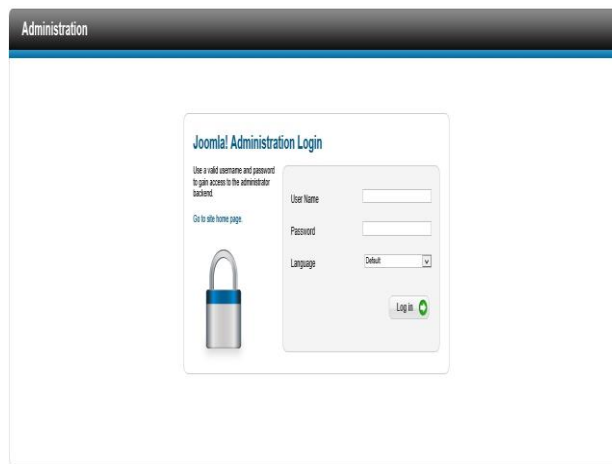 Administration
Joomla! Administration Login
Use a valid username and password
to gain access to the administrator
backend.
Go to site home page.
User Name
Password
Language
Default
Log in